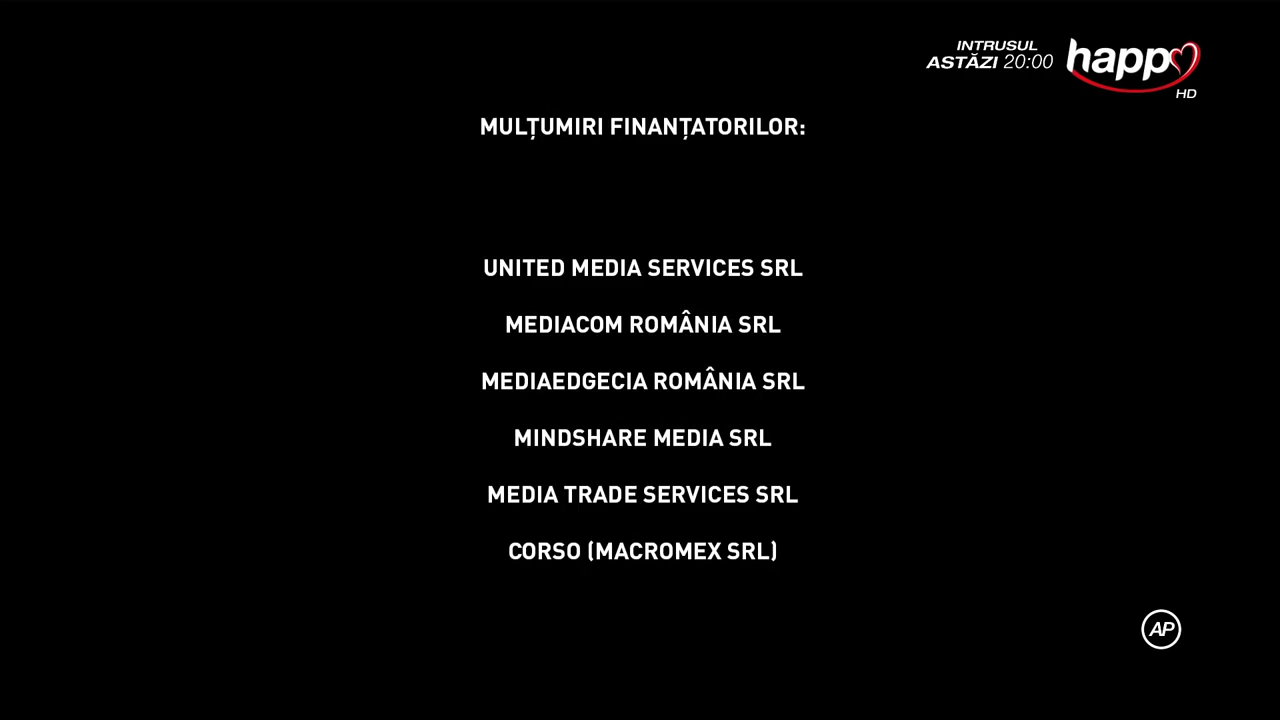 INTRUSUL
ASTĂZI 20:00
happy
HD
MULȚUMIRI FINANȚATORILOR:
UNITED MEDIA SERVICES SRL
MEDIACOM ROMÂNIA SRL
MEDIAEDGECIA ROMÂNIA SRL
MINDSHARE MEDIA SRL
MEDIA TRADE SERVICES SRL
CORSO (MACROMEX SRL)
AP